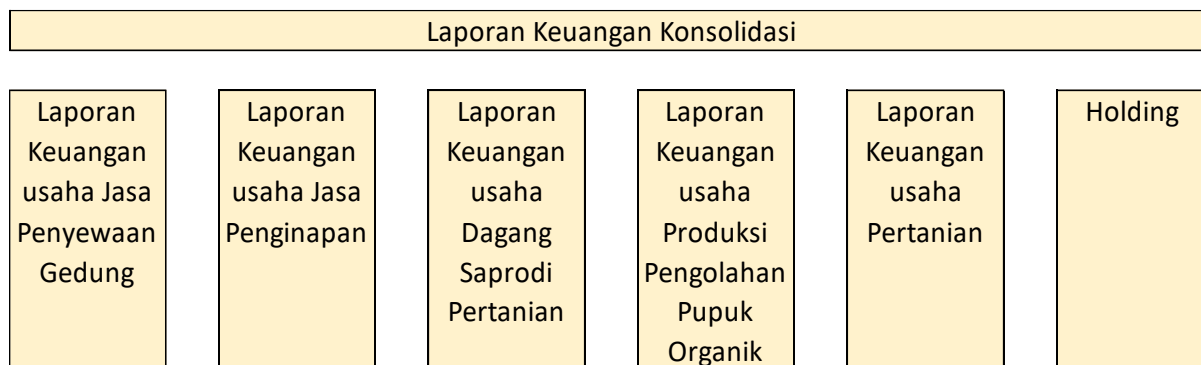 Laporan Keuangan Konsolidasi
Laporan
Keuangan
usaha Jasa
Penyewaan
Gedung
Laporan
Keuangan
usaha Jasa
Penginapan
Laporan
Keuangan
usaha
Dagang
Saprodi
Pertanian
Laporan
Keuangan
usaha
Produksi
Pengolahan
Pupuk
Organik
Laporan
Keuangan
usaha
Pertanian
Holding